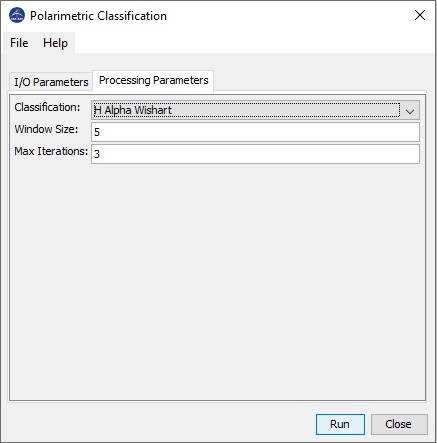 Polarimetric Classification
File Help
I/O Parameters Processing Parameters
Classification: H Alpha Wishart
Window Size: 5
Max Iterations: 3
Run Close